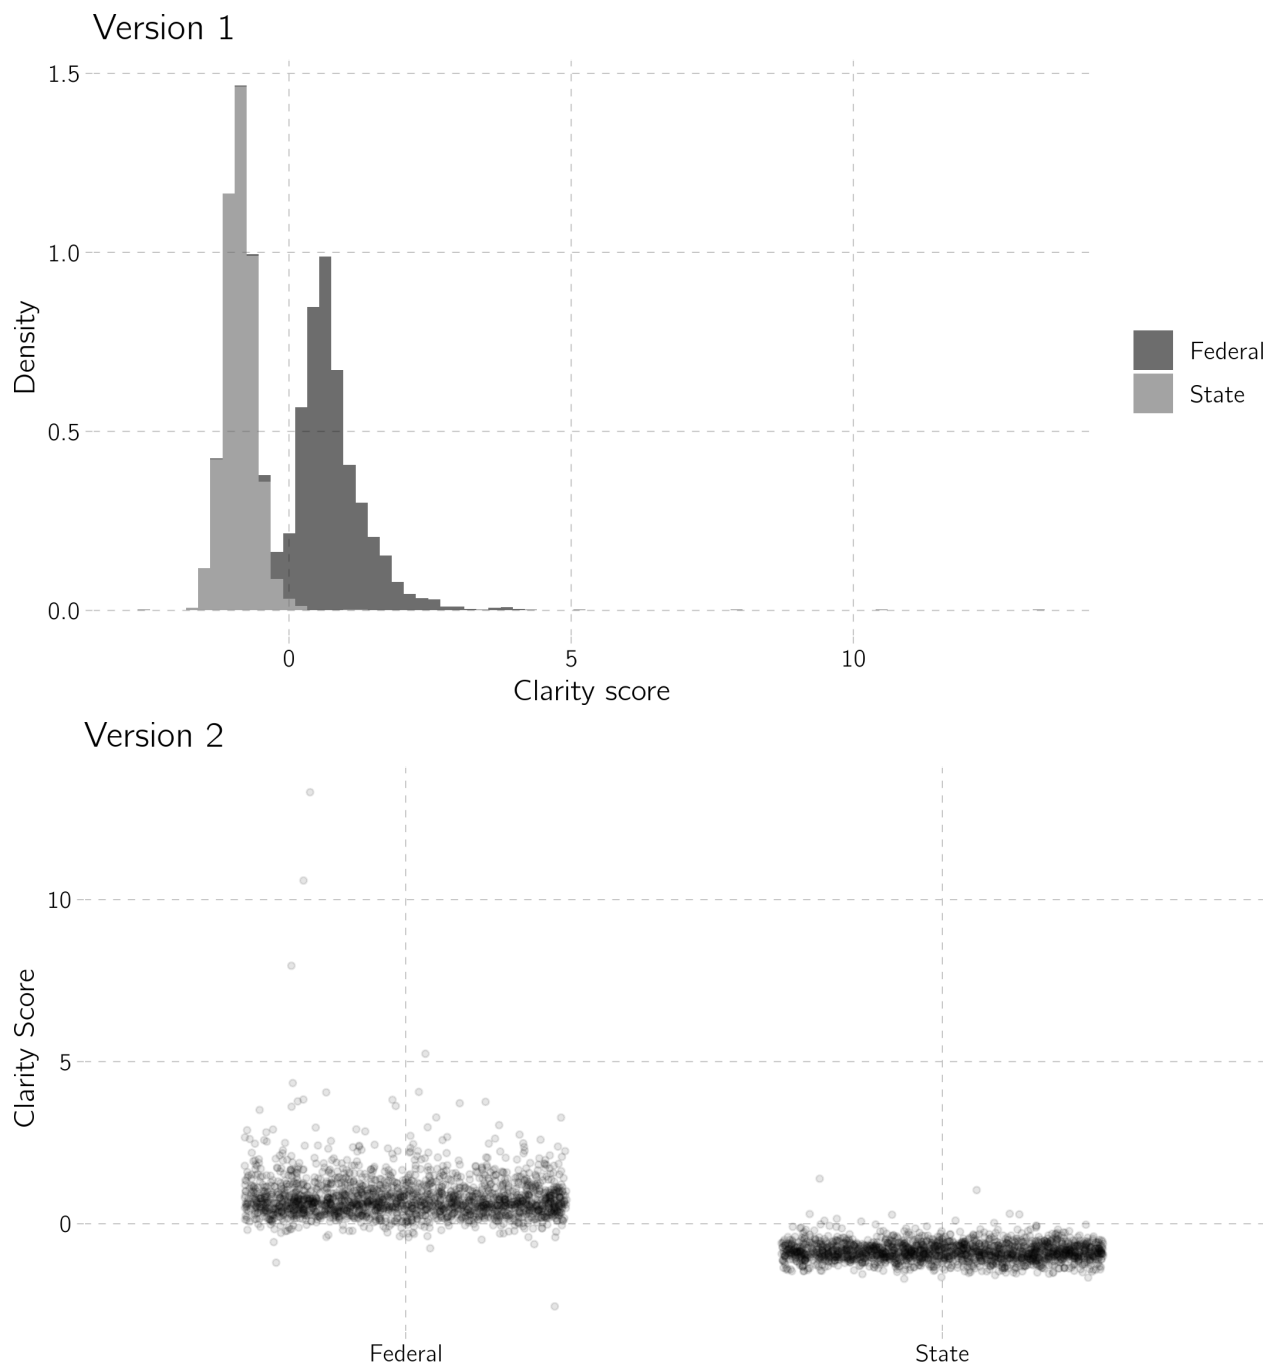 Version 1
1.5
1.0
0.5
0.0
Density
0 5 10
Clarity score
Federal
State
Version 2
10
5
0
Clarity Score
Federal State